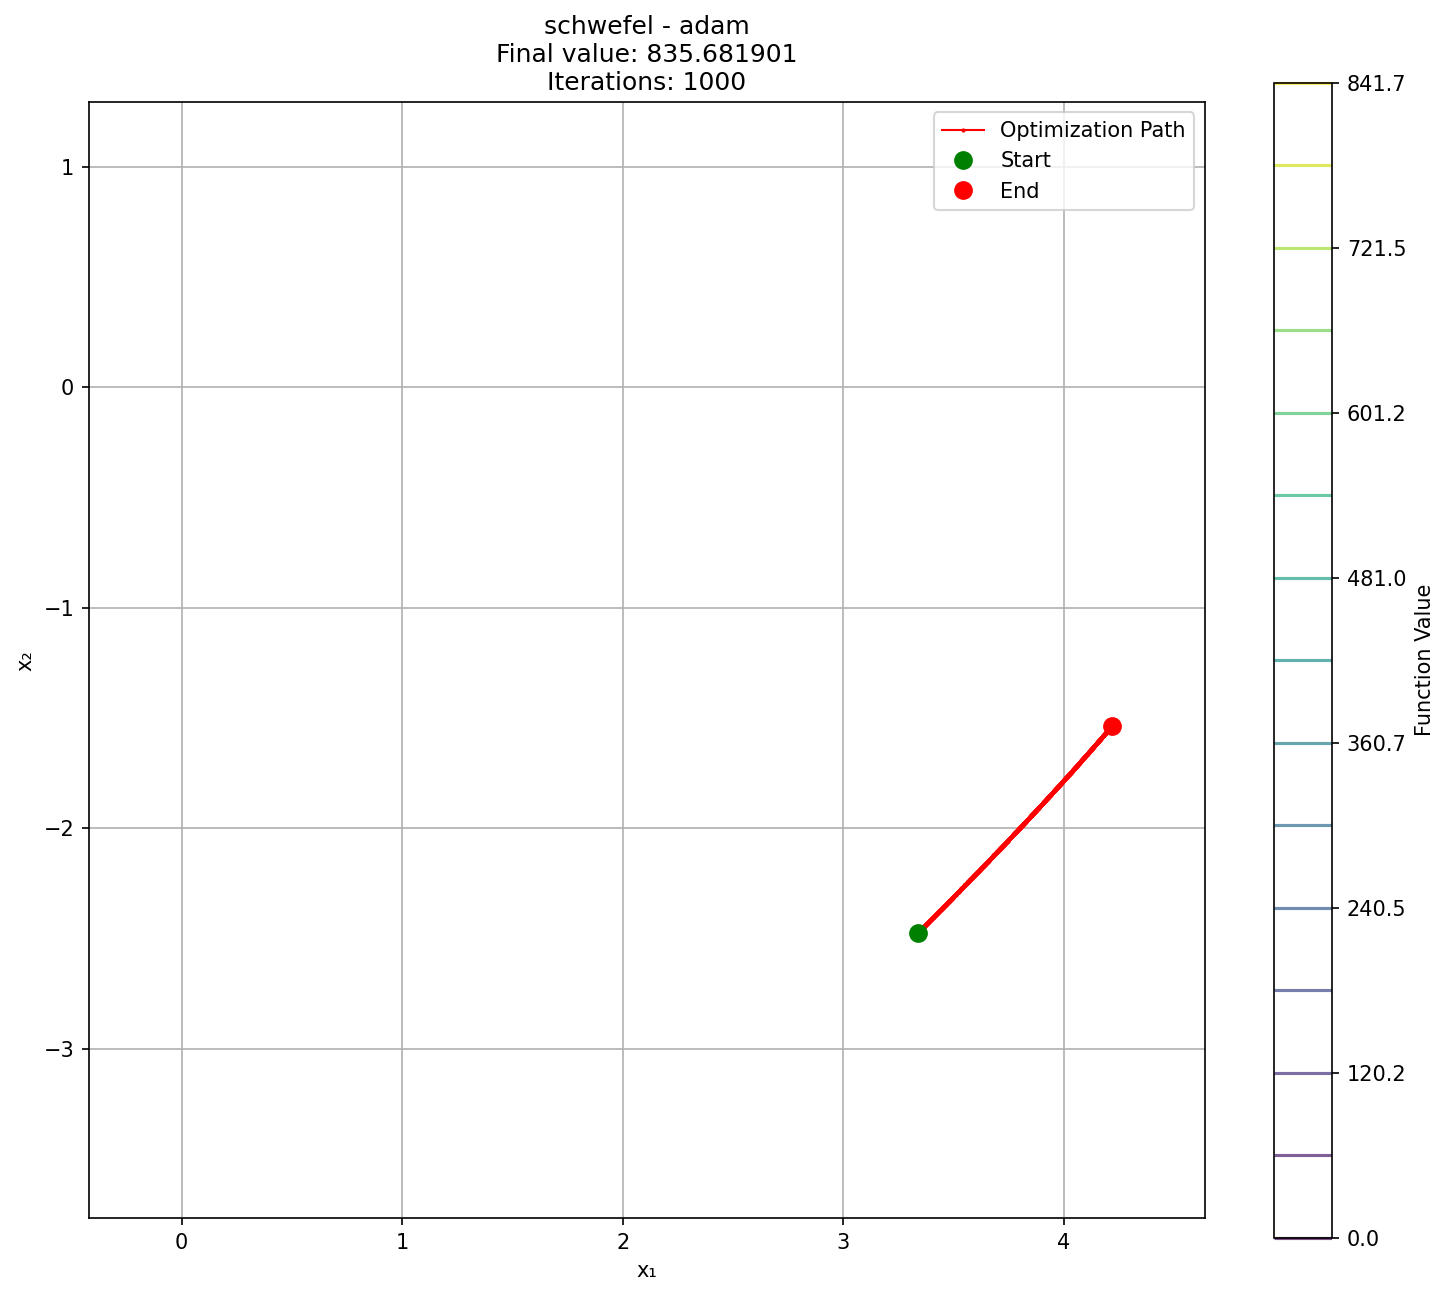 schwefel - adam
Final value: 835.681901
Iterations: 1000
Optimization Path
Start
End
1
0
−1
−2
−3
x₂
0
1
2
3
4
x₁
841.7
721.5
601.2
481.0
360.7
240.5
120.2
0.0
Function Value